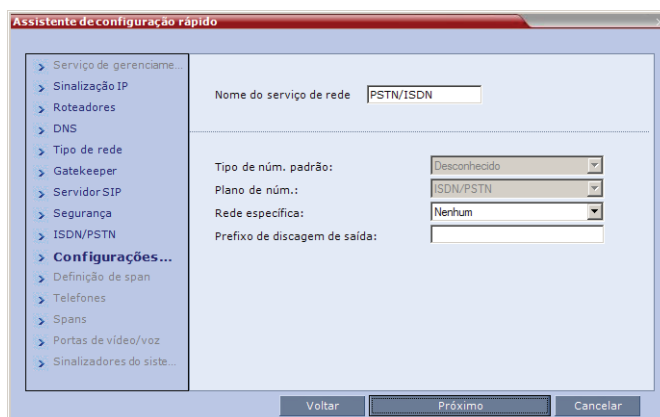 Assistente de configuração rápido
Serviço de gerenciame...
Sinalização IP
Roteadores
DNS
Tipo de rede
Gatekeeper
Servidor SIP
Segurança
ISDN/PSTN
Configurações...
Definição de span
Telefones
Spans
Portas de vídeo/voz
Sinalizadores do siste...
Nome do serviço de rede PSTN/ISDN
Tipo de núm. padrão: Desconhecido
Plano de núm.: ISDN/PSTN
Rede específica: Nenhum
Prefixo de discagem de saída:
Voltar Próximo Cancelar